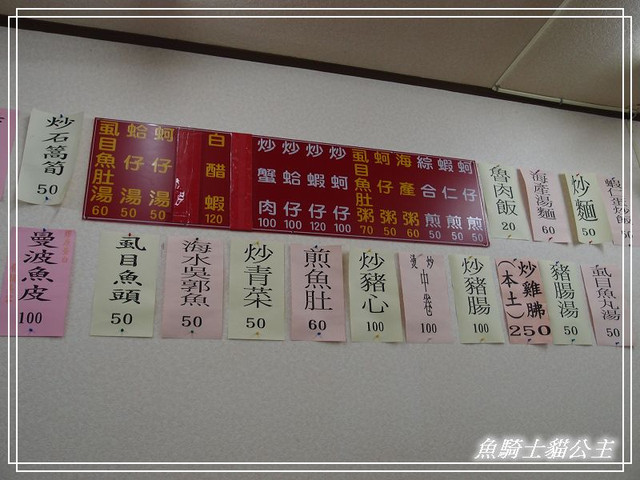 炒石篙筍 50
虱目魚肚湯 60
蛤仔湯 50
蚵仔湯 50
白醋蝦 120
炒蟹肉 100
炒蛤仔 100
炒蝦仔 120
炒蚵仔 100
虱目魚肚粥 70
蚵仔粥 50
海產粥 60
綜合煎 50
蝦仁煎 50
蚵仔煎 50
魯肉飯 20
海產湯麵 60
炒麵 50
蝦仁蛋炒飯
曼波魚皮 100
虱目魚頭 50
海水吳郭魚 50
炒青菜 50
煎魚肚 60
炒豬心 100
炒中卷 100
炒豬腸 100
炒雞胇(本土) 250
豬腸湯 50
虱目魚丸湯 50
魚騎士貓公主